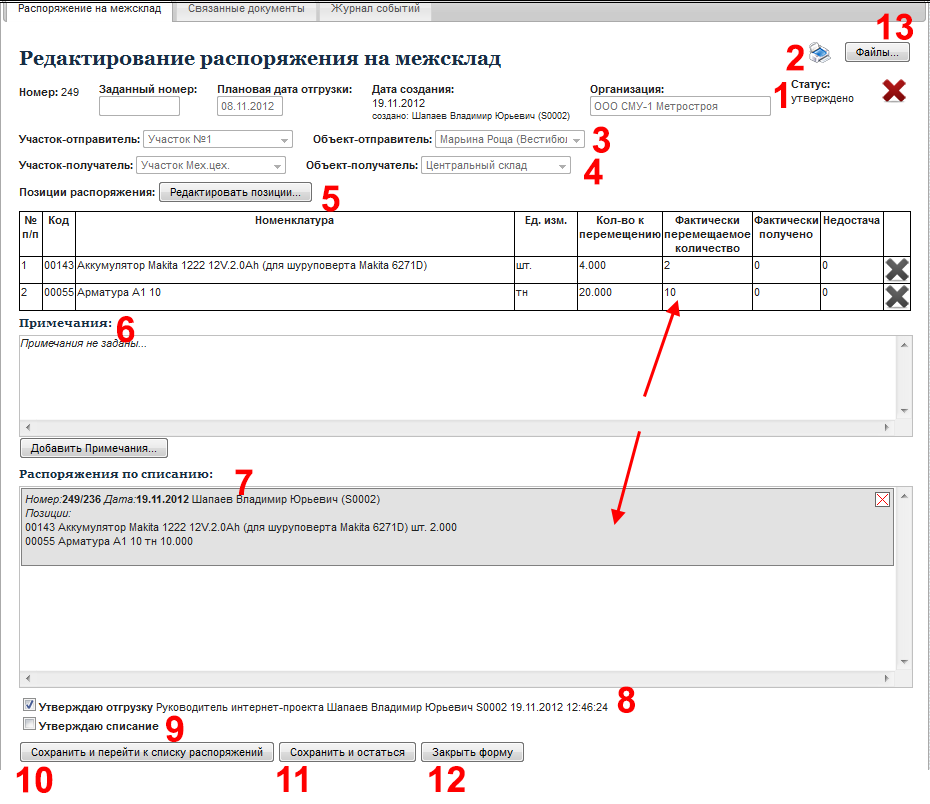 Распоряжение на межсклад Связанные документы Журнал событий
13
Редактирование распоряжения на межсклад 2 Файлы...
Номер: 249 Заданный номер: Плановая дата отгрузки: Дата создания: Организация: 1 Статус:
08.11.2012 19.11.2012 ООО СМУ-1 Метростроя утверждено
создано: Шапаев Владимир Юрьевич (S0002)
Участок-отправитель: Участок №1 Объект-отправитель: Марьина Роща (Вестибюл 3
Участок-получатель: Участок Мех.цех. Объект-получатель: Центральный склад 4
Позиции распоряжения: Редактировать позиции... 5
№ п/п Код Номенклатура Ед. изм. Кол-во к перемещению Фактически перемещаемое количество Фактически получено Недостача
1 00143 Аккумулятор Makita 1222 12V.2.0Ah (для шуруповерта Makita 6271D) шт. 4.000 2 0 0
2 00055 Арматура А1 10 тн 20.000 10 0 0
Примечания: 6
Примечания не заданы...
Добавить Примечания...
Распоряжения по списанию: 7
Номер:249/236 Дата:19.11.2012 Шапаев Владимир Юрьевич (S0002)
Позиции:
00143 Аккумулятор Makita 1222 12V.2.0Ah (для шуруповерта Makita 6271D) шт. 2.000
00055 Арматура А1 10 тн 10.000
Утверждаю отгрузку Руководитель интернет-проекта Шапаев Владимир Юрьевич S0002 19.11.2012 12:46:24 8
Утверждаю списание 9
Сохранить и перейти к списку распоряжений Сохранить и остаться Закрыть форму
10 11 12